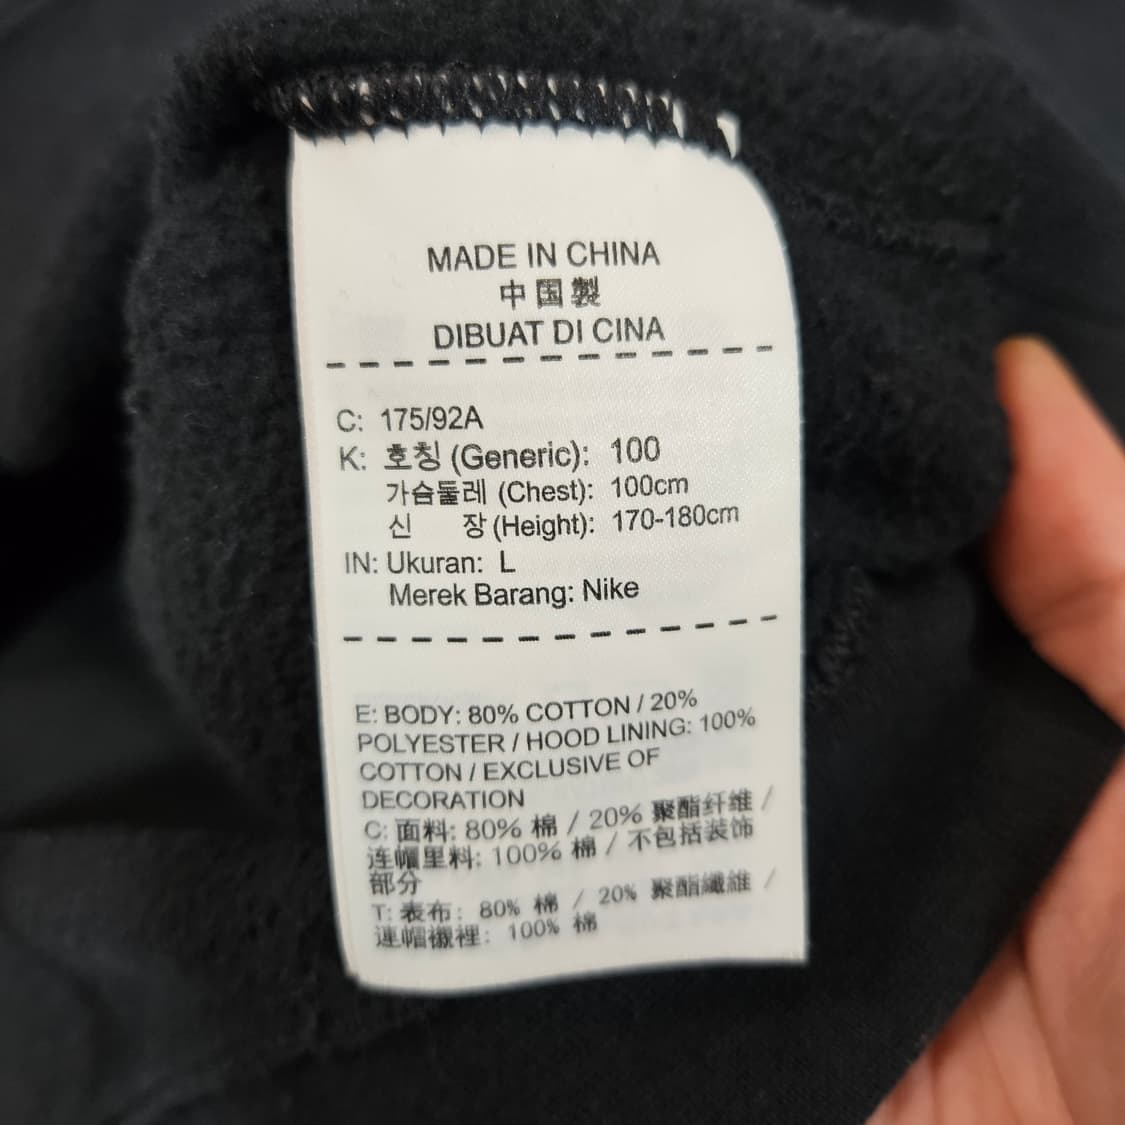 MADE IN CHINA
中国製
DIBUAT DI CINA
C: 175/92A
K: 호칭 (Generic): 100
가슴둘레 (Chest): 100cm
신 장 (Height): 170-180cm
IN: Ukuran: L
Merek Barang: Nike
E: BODY: 80% COTTON / 20%
POLYESTER / HOOD LINING: 100%
COTTON / EXCLUSIVE OF
DECORATION
C: 面料: 80% 棉 / 20% 聚酯纤维 /
连帽里料: 100% 棉 / 不包括装饰
部分
T: 表布: 80% 棉 / 20% 聚酯纖維 /
連帽襯裡: 100% 棉